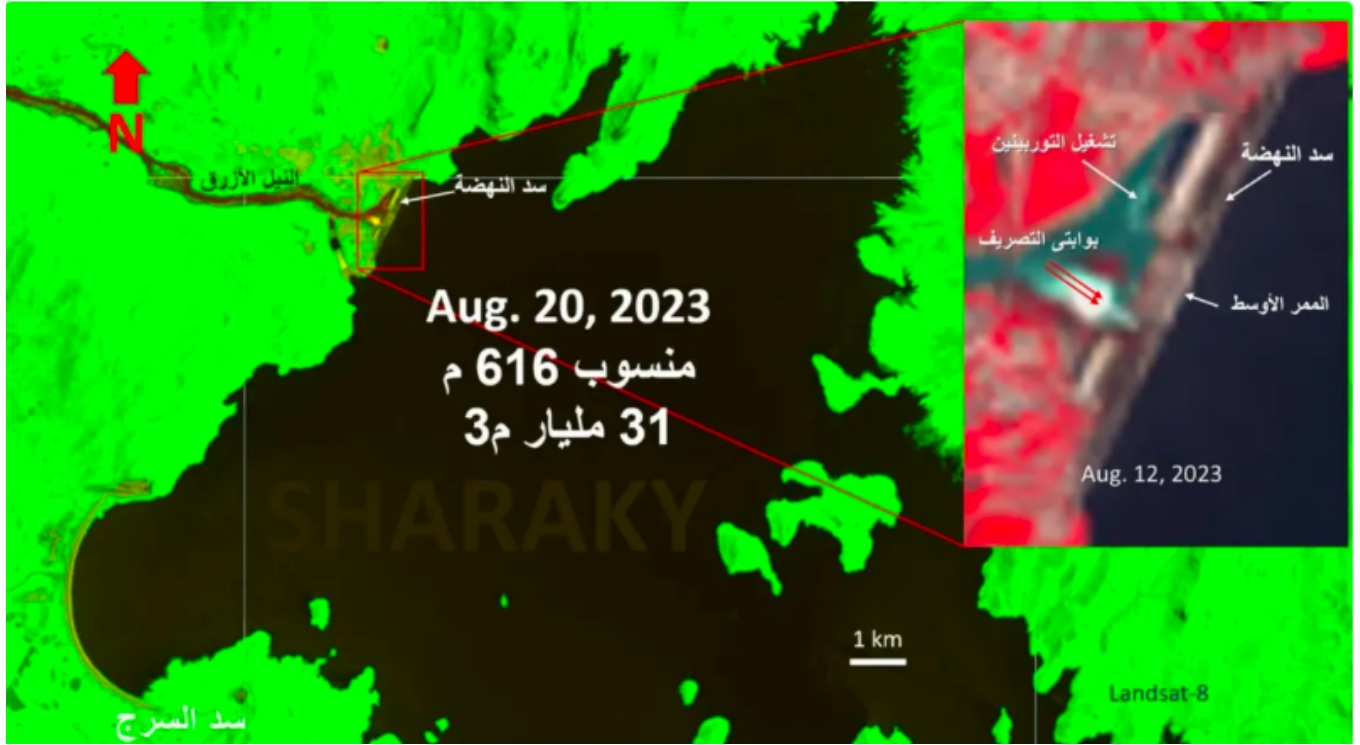 N
النيل الأزرق
سد النهضة
Aug. 20, 2023
منسوب 616 م
31 مليار م3
SHARAKY
1 km
Landsat-8
سد السرج
تشغيل التوربينين
سد النهضة
بوابتى التصريف
الممر الأوسط
Aug. 12, 2023